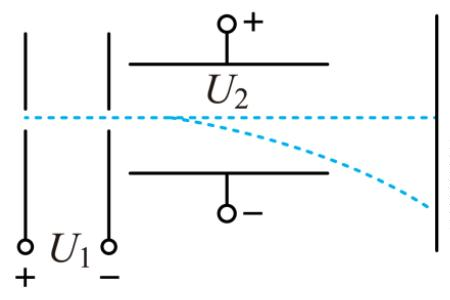 +
U₂
−
U₁
+ −